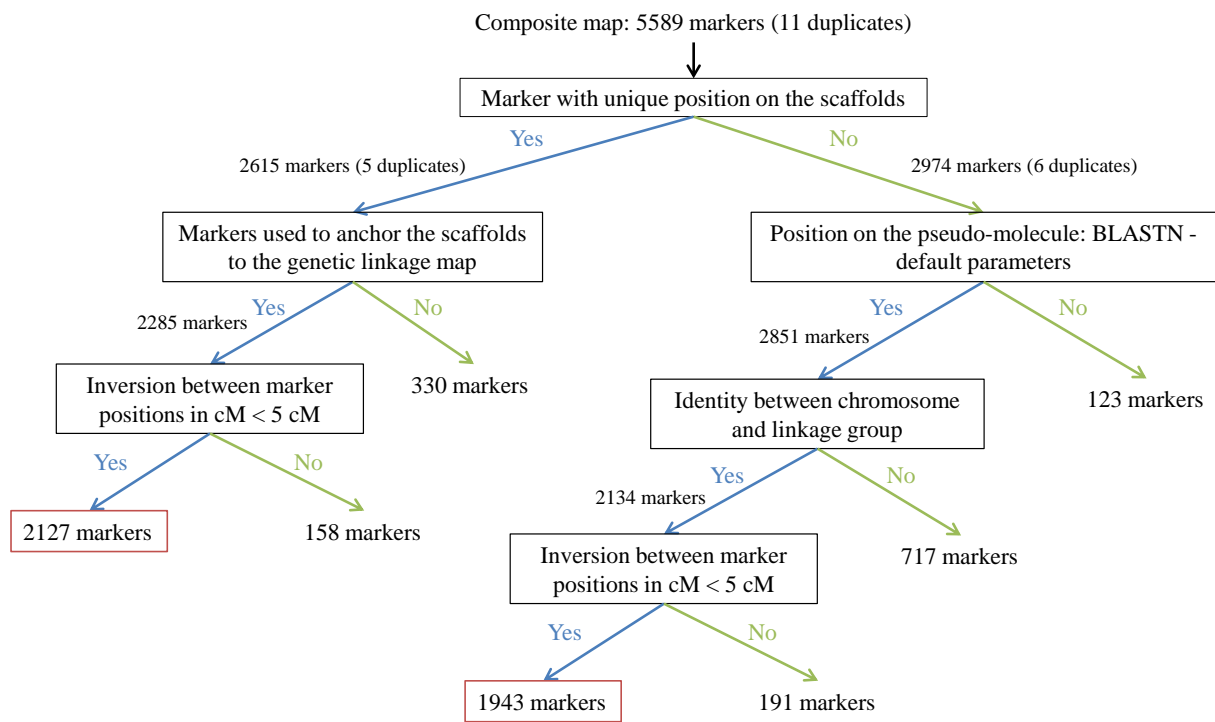 Composite map: 5589 markers (11 duplicates)
Marker with unique position on the scaffolds
Yes
No
2615 markers (5 duplicates)
2974 markers (6 duplicates)
Markers used to anchor the scaffolds
to the genetic linkage map
Position on the pseudo-molecule: BLASTN -
default parameters
Yes
No
2285 markers
Yes
No
2851 markers
Inversion between marker
positions in cM < 5 cM
330 markers
Identity between chromosome
and linkage group
123 markers
Yes
No
2127 markers
158 markers
Yes
No
2134 markers
Inversion between marker
positions in cM < 5 cM
717 markers
Yes
No
1943 markers
191 markers